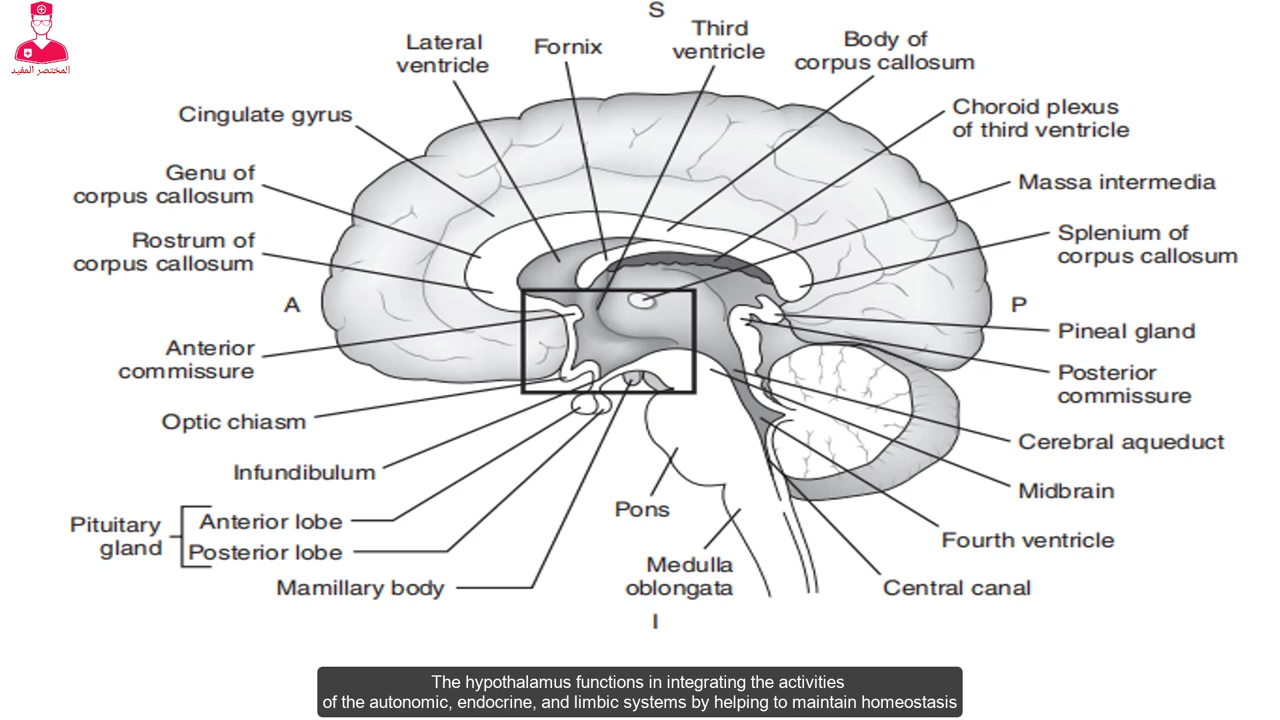 المختصر المفيد
S
Lateral
ventricle
Fornix
Third
ventricle
Body of
corpus callosum
Cingulate gyrus
Choroid plexus
of third ventricle
Genu of
corpus callosum
Massa intermedia
Rostrum of
corpus callosum
Splenium of
corpus callosum
A
P
Anterior
commissure
Pineal gland
Posterior
commissure
Optic chiasm
Cerebral aqueduct
Infundibulum
Midbrain
Pituitary
gland
Anterior lobe
Posterior lobe
Pons
Fourth ventricle
Mamillary body
Medulla
oblongata
Central canal
I
The hypothalamus functions in integrating the activities
of the autonomic, endocrine, and limbic systems by helping to maintain homeostasis